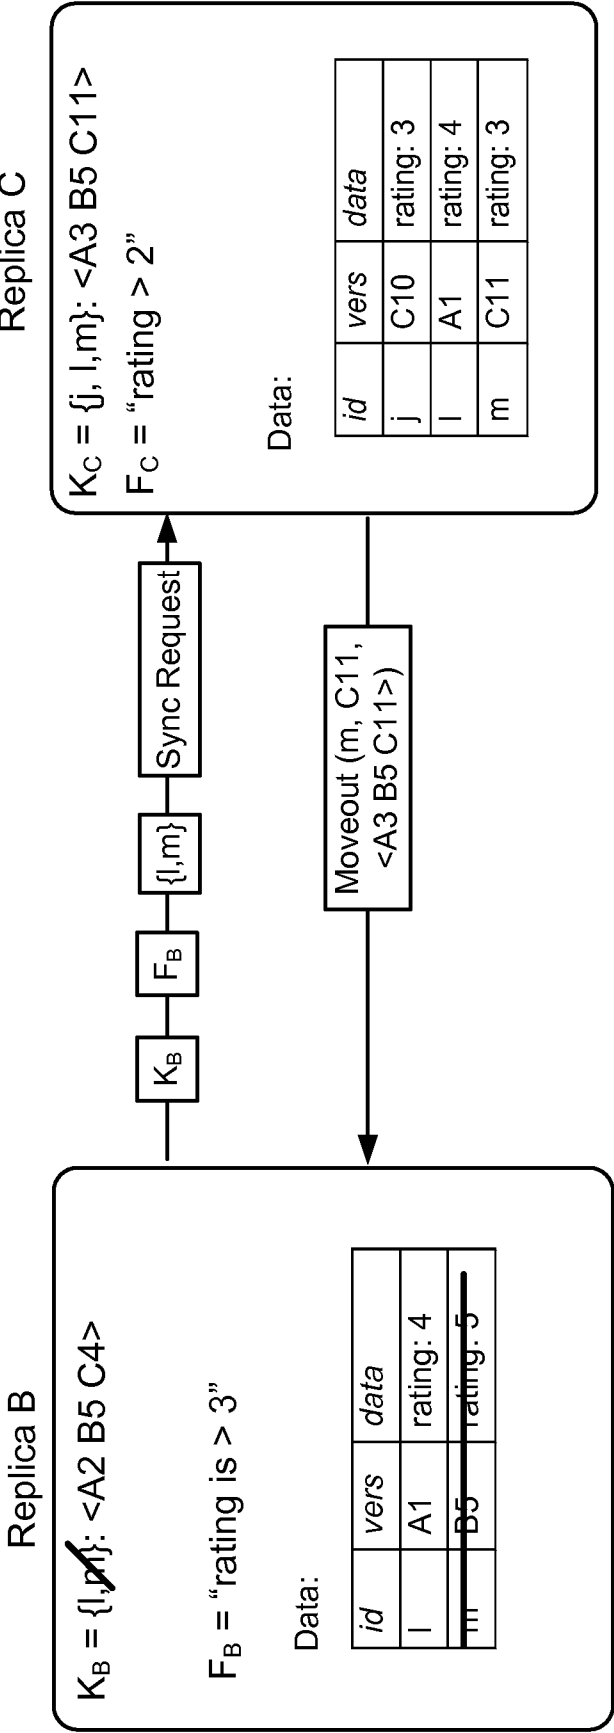 Replica B
K_B = {l,m}: <A2 B5 C4>
F_B = “rating is > 3”
Data:
id vers data
l A1 rating: 4
m B5 rating: 5
K_B
F_B
{l,m}
Sync Request
Moveout (m, C11,
<A3 B5 C11>)
Replica C
K_C = {j, l,m}: <A3 B5 C11>
F_C = “rating > 2”
Data:
id vers data
j C10 rating: 3
l A1 rating: 4
m C11 rating: 3